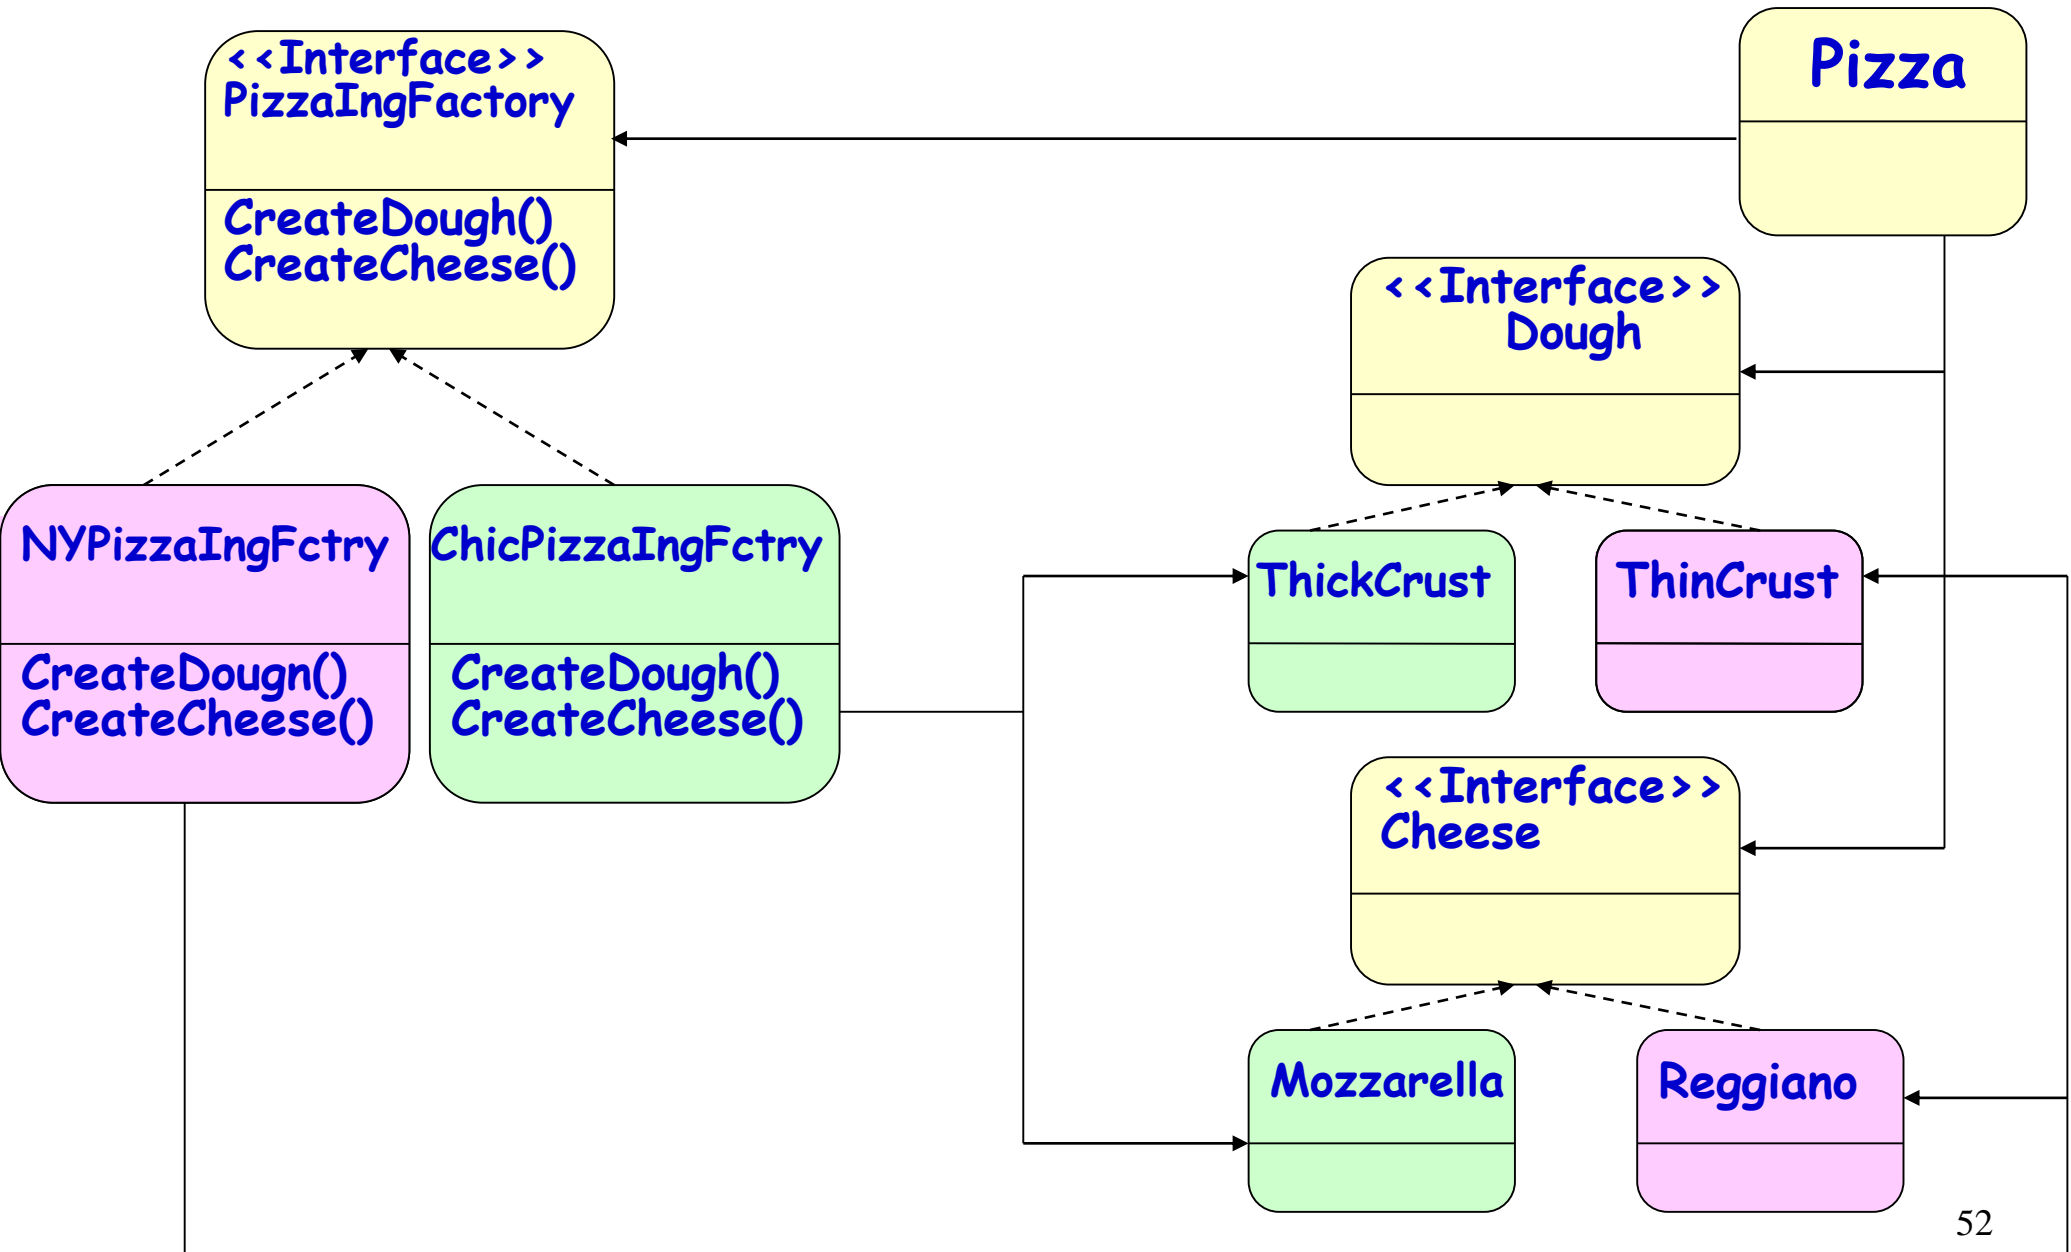 <<Interface>>
PizzaIngFactory
CreateDough()
CreateCheese()
Pizza
<<Interface>>
Dough
NYPizzaIngFctry
CreateDougn()
CreateCheese()
ChicPizzaIngFctry
CreateDough()
CreateCheese()
ThickCrust
ThinCrust
<<Interface>>
Cheese
Mozzarella
Reggiano
52